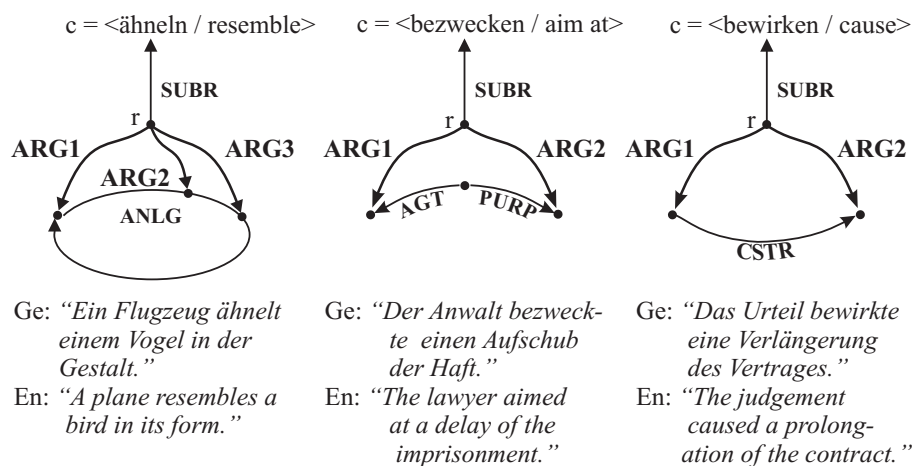 c = <ähneln / resemble>
SUBR
r
ARG1
ARG3
ARG2
ANLG
Ge: “Ein Flugzeug ähnelt
einem Vogel in der
Gestalt.”
En: “A plane resembles a
bird in its form.”
c = <bezwecken / aim at>
SUBR
r
ARG1
ARG2
AGT
PURP
Ge: “Der Anwalt bezweck-
te einen Aufschub
der Haft.”
En: “The lawyer aimed
at a delay of the
imprisonment.”
c = <bewirken / cause>
SUBR
r
ARG1
ARG2
CSTR
Ge: “Das Urteil bewirkte
eine Verlängerung
des Vertrages.”
En: “The judgement
caused a prolong-
ation of the contract.”